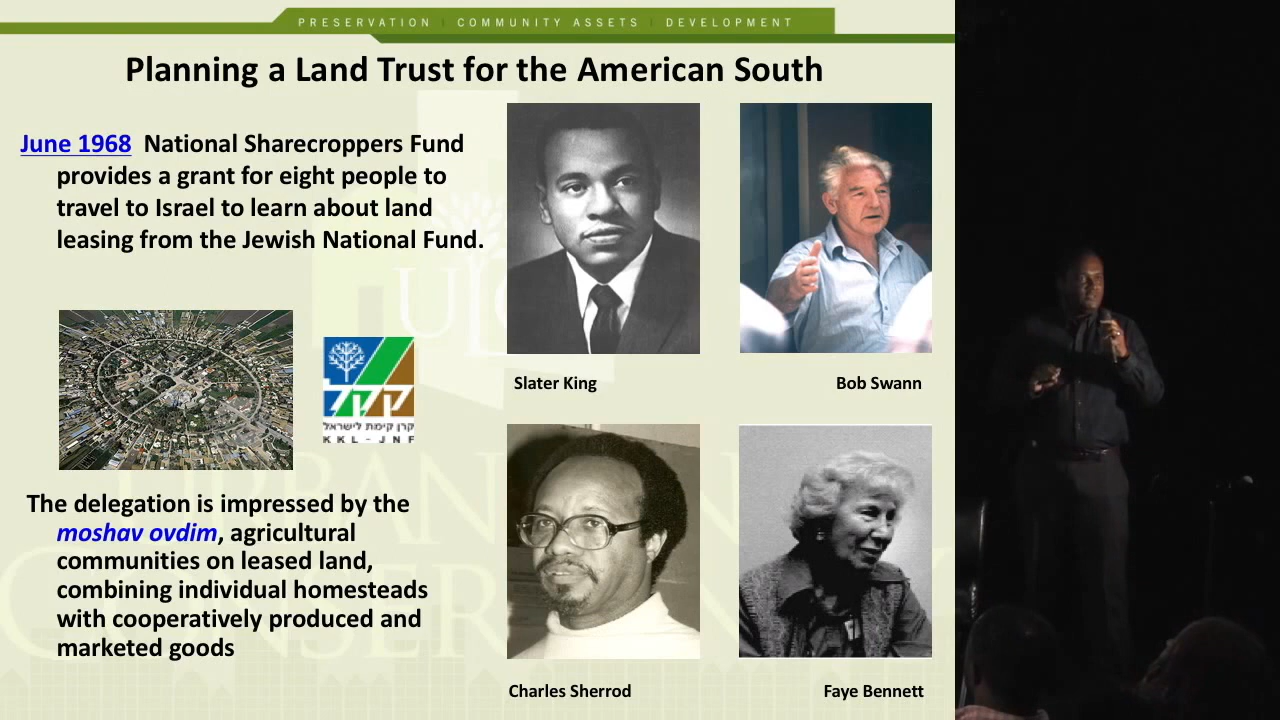 PRESERVATION | COMMUNITY ASSETS | DEVELOPMENT
Planning a Land Trust for the American South
June 1968 National Sharecroppers Fund
provides a grant for eight people to
travel to Israel to learn about land
leasing from the Jewish National Fund.
קרן קימת לישראל
KKL - JNF
The delegation is impressed by the
moshav ovdim, agricultural
communities on leased land,
combining individual homesteads
with cooperatively produced and
marketed goods
Slater King
Bob Swann
Charles Sherrod
Faye Bennett